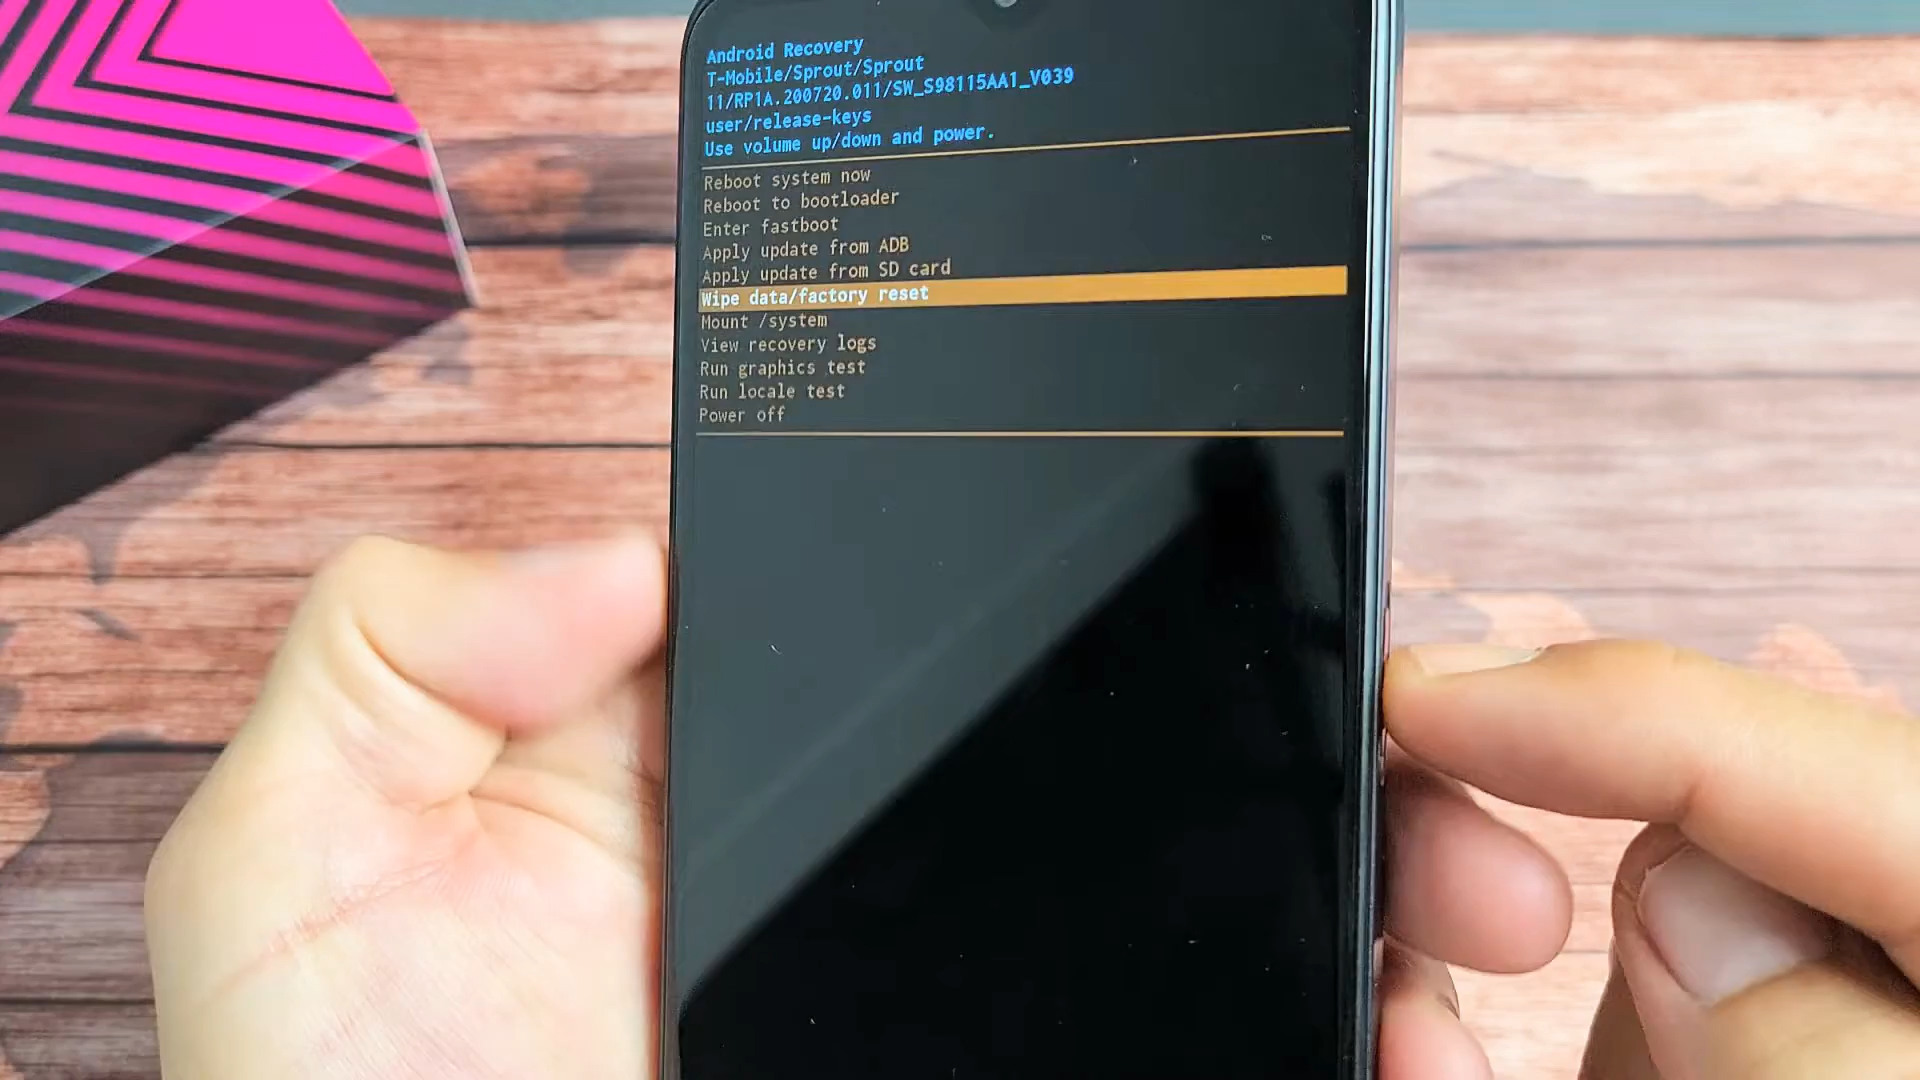 Android Recovery
T-Mobile/Sprout/Sprout
11/RP1A.200720.011/SW_S98115AA1_V039
user/release-keys
Use volume up/down and power.
Reboot system now
Reboot to bootloader
Enter fastboot
Apply update from ADB
Apply update from SD card
Wipe data/factory reset
Mount /system
View recovery logs
Run graphics test
Run locale test
Power off